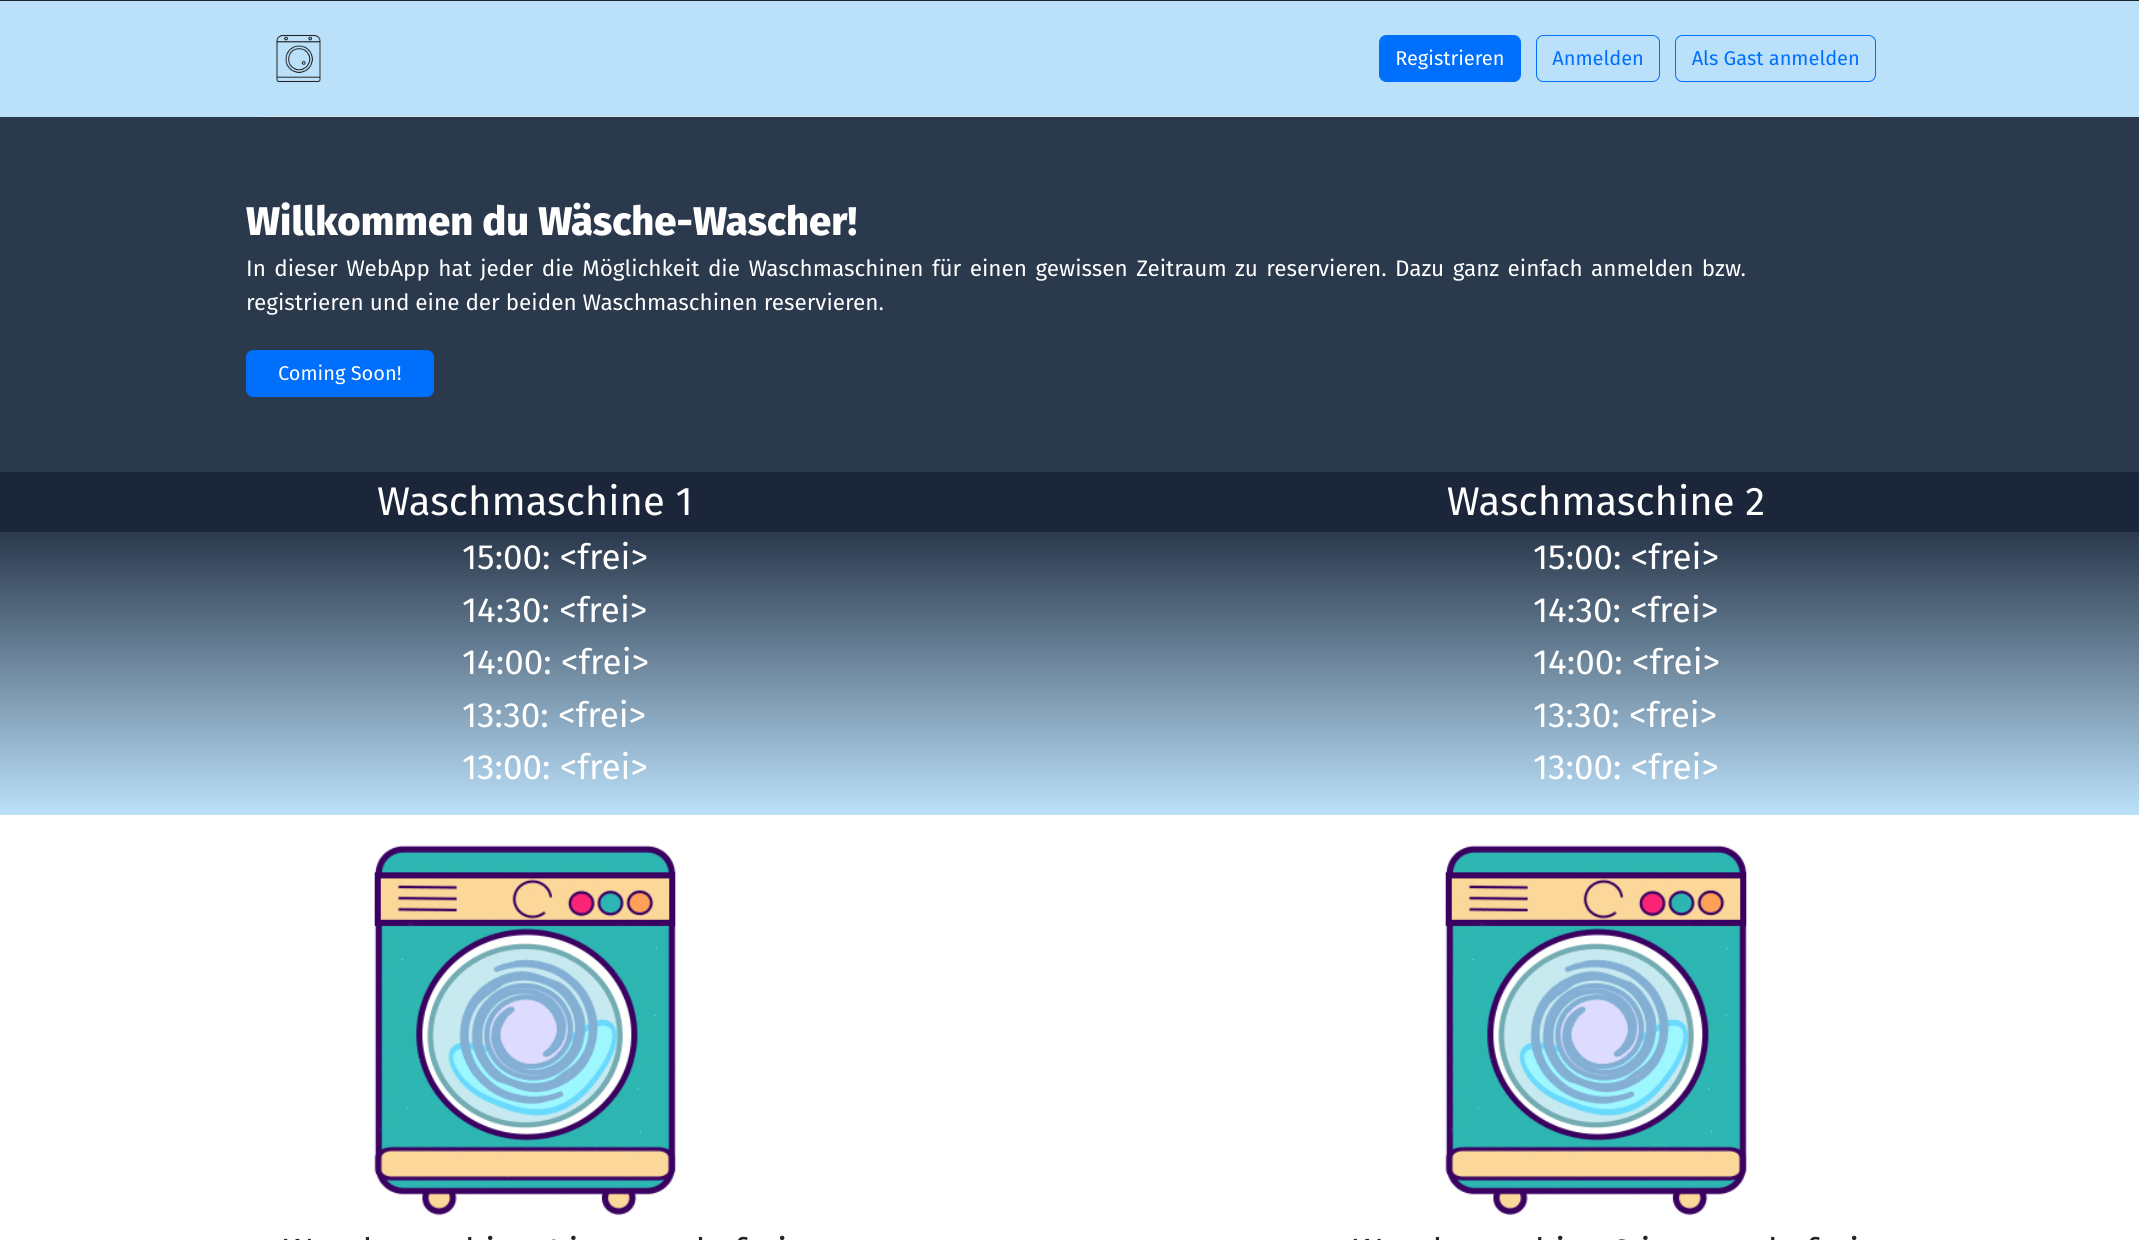 Registrieren
Anmelden
Als Gast anmelden
Willkommen du Wäsche-Wascher!
In dieser WebApp hat jeder die Möglichkeit die Waschmaschinen für einen gewissen Zeitraum zu reservieren. Dazu ganz einfach anmelden bzw.
registrieren und eine der beiden Waschmaschinen reservieren.
Coming Soon!
Waschmaschine 1
15:00: <frei>
14:30: <frei>
14:00: <frei>
13:30: <frei>
13:00: <frei>
Waschmaschine 2
15:00: <frei>
14:30: <frei>
14:00: <frei>
13:30: <frei>
13:00: <frei>